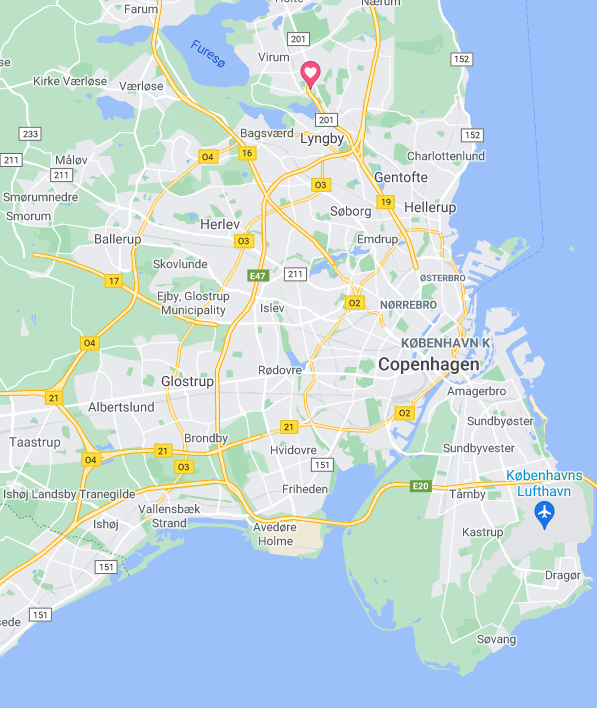 Holte
Nærum
Farum
201
Furesø
Virum
152
Kirke Værløse
Værløse
201
233
Bagsværd
Lyngby
152
211
Måløv
O4
16
Charlottenlund
211
Gentofte
O3
Smørumnedre
19
Hellerup
Smorum
Søborg
Herlev
Ballerup
O3
Emdrup
Skovlunde
E47
211
ØSTERBRO
17
Ejby, Glostrup
Municipality
Islev
O2
NØRREBRO
O4
KØBENHAVN K
Copenhagen
Rødovre
Glostrup
Amagerbro
21
Albertslund
O2
Sundbyøster
21
Taastrup
Brondby
21
Hvidovre
Sundbyvester
O4
O3
151
Københavns
Lufthavn
E20
Ishøj Landsby
Tranegilde
Friheden
Tårnby
Vallensbæk
Strand
Ishøj
Avedøre
Holme
Kastrup
151
Dragør
151
Søvang